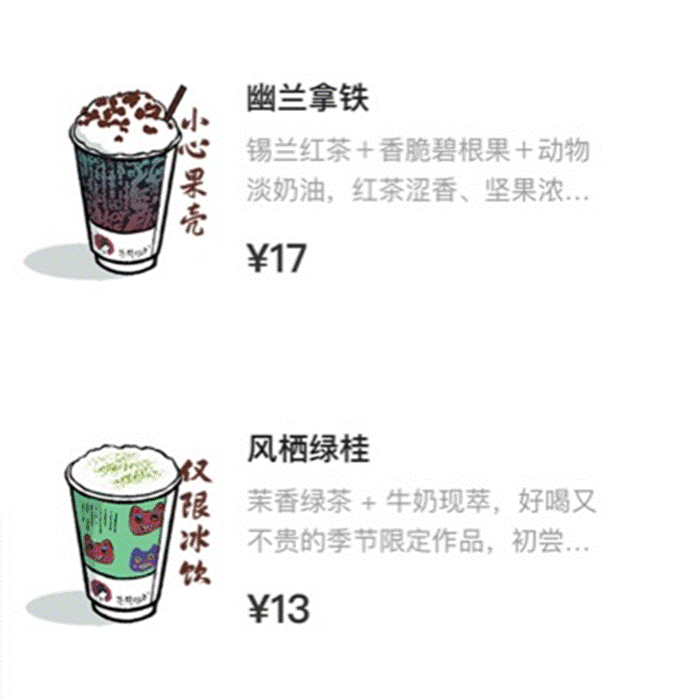 幽兰拿铁
锡兰红茶＋香脆碧根果＋动物
淡奶油，红茶涩香、坚果浓...
¥17
小心果壳
风栖绿桂
茉香绿茶 + 牛奶现萃，好喝又
不贵的季节限定作品，初尝...
¥13
仅限冰饮